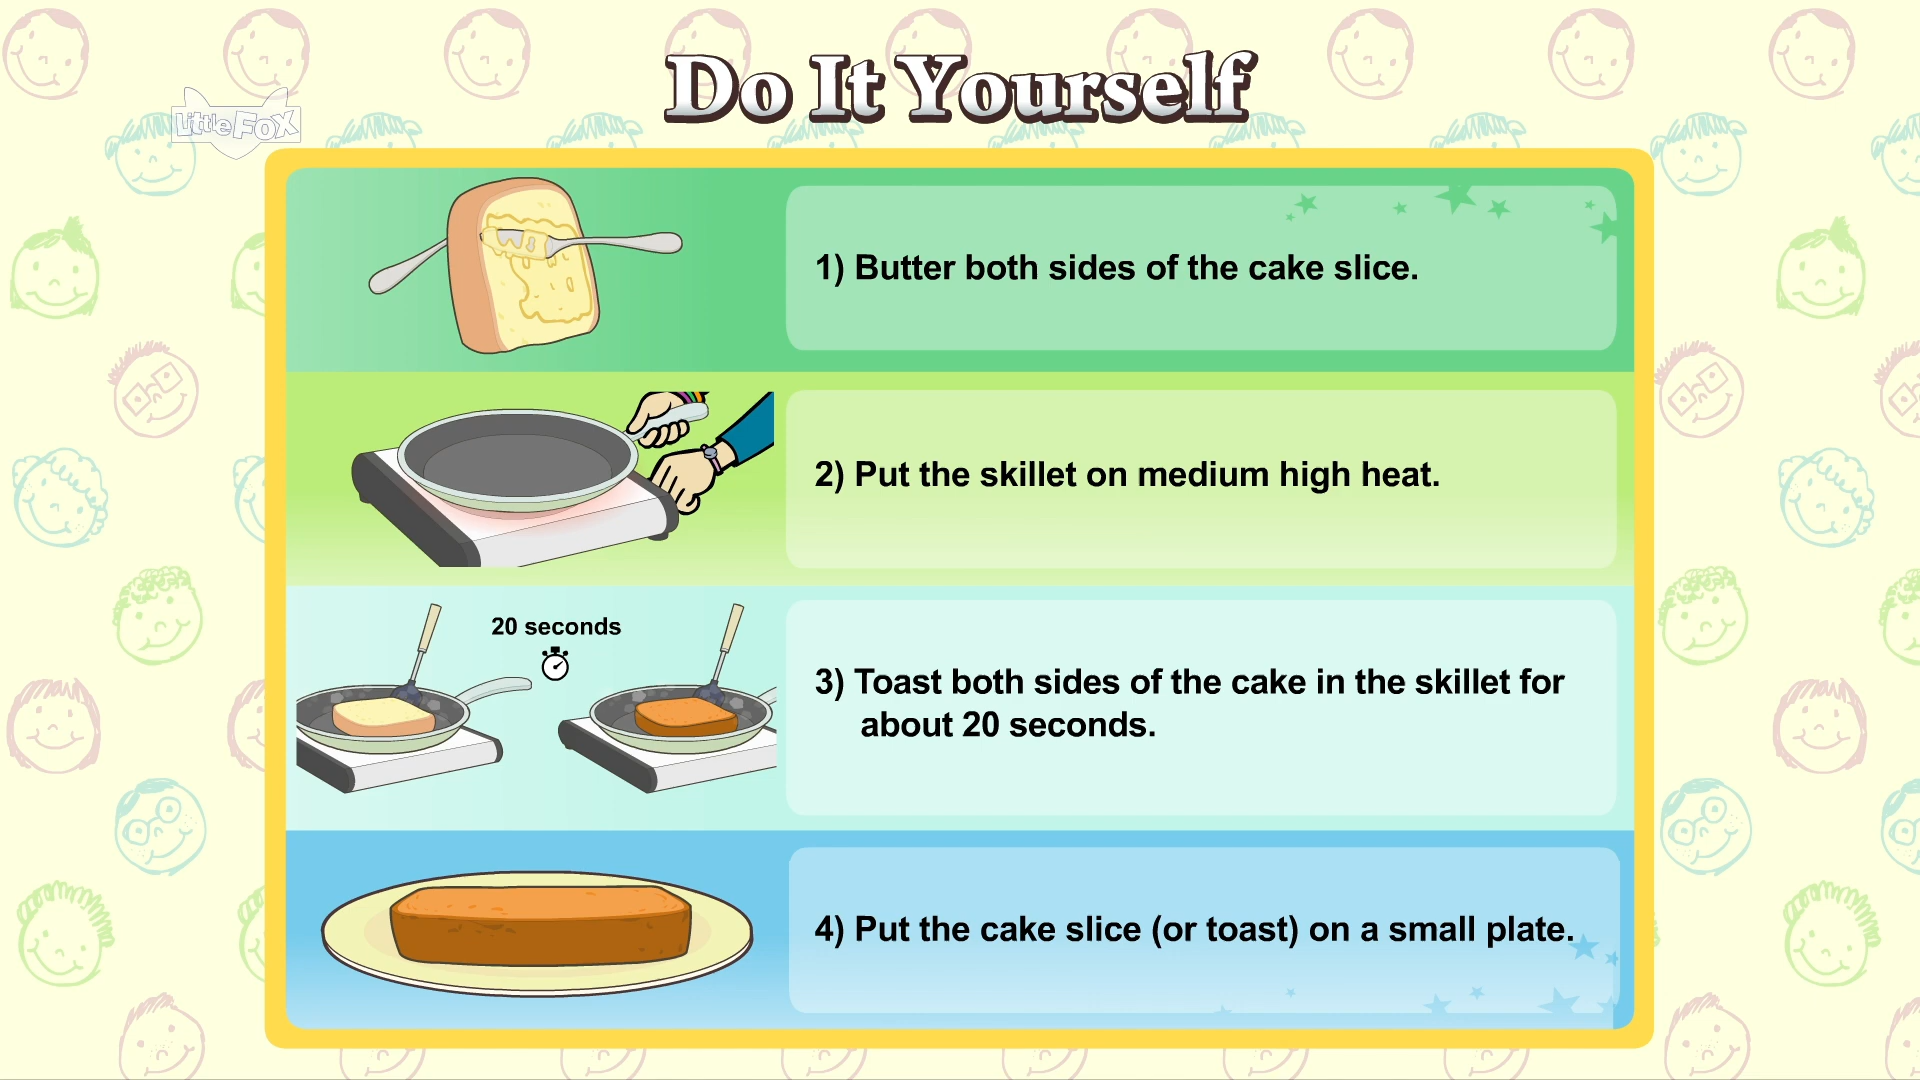 Do It Yourself
Little Fox
1) Butter both sides of the cake slice.
2) Put the skillet on medium high heat.
20 seconds
3) Toast both sides of the cake in the skillet for
about 20 seconds.
4) Put the cake slice (or toast) on a small plate.